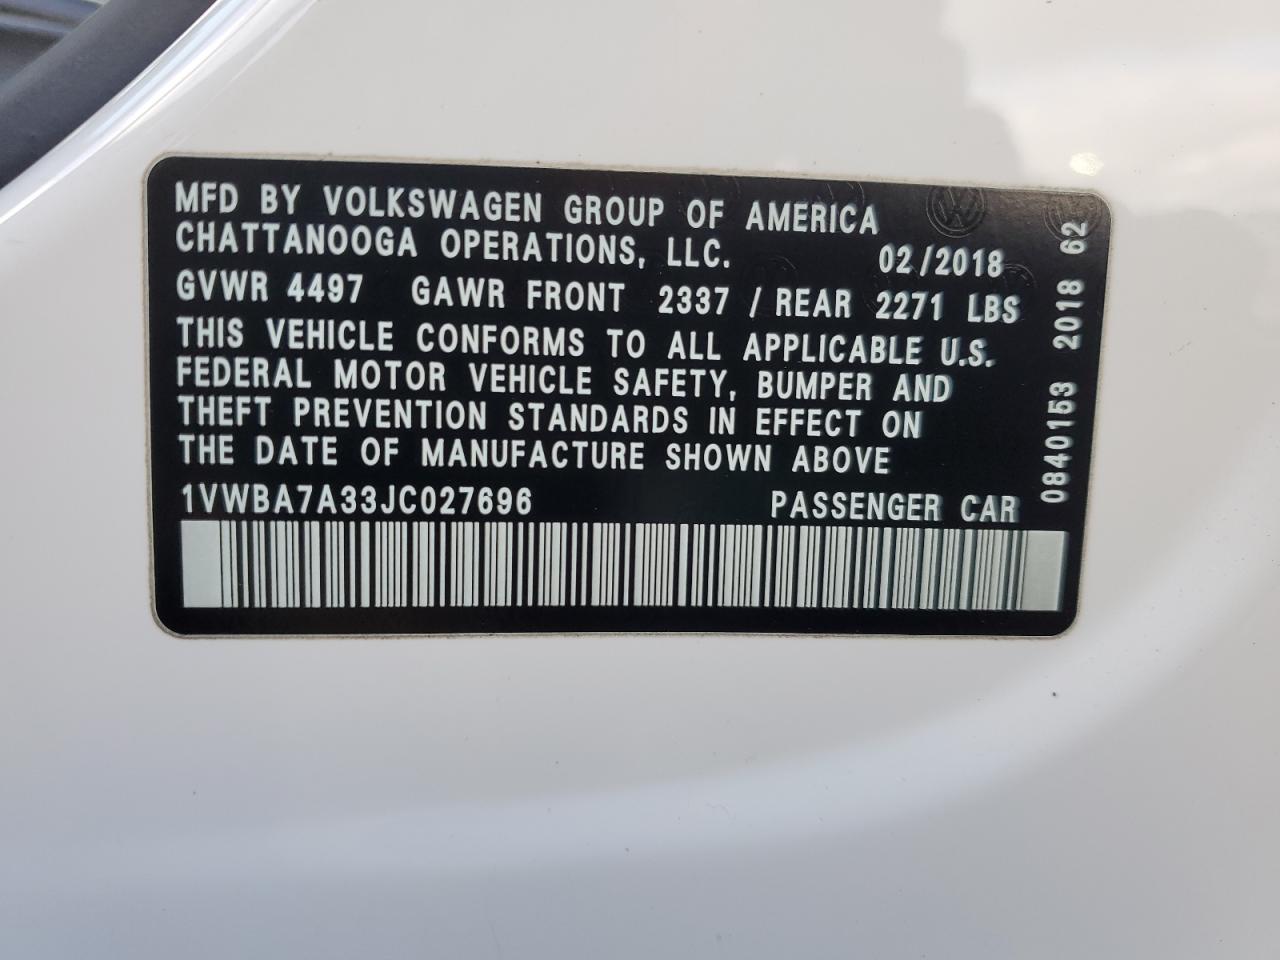 MFD BY VOLKSWAGEN GROUP OF AMERICA
CHATTANOOGA OPERATIONS, LLC. 02/2018
GVWR 4497 GAWR FRONT 2337 / REAR 2271 LBS
THIS VEHICLE CONFORMS TO ALL APPLICABLE U.S.
FEDERAL MOTOR VEHICLE SAFETY, BUMPER AND
THEFT PREVENTION STANDARDS IN EFFECT ON
THE DATE OF MANUFACTURE SHOWN ABOVE
1VWBA7A33JC027696 PASSENGER CAR
0840153 2018 62